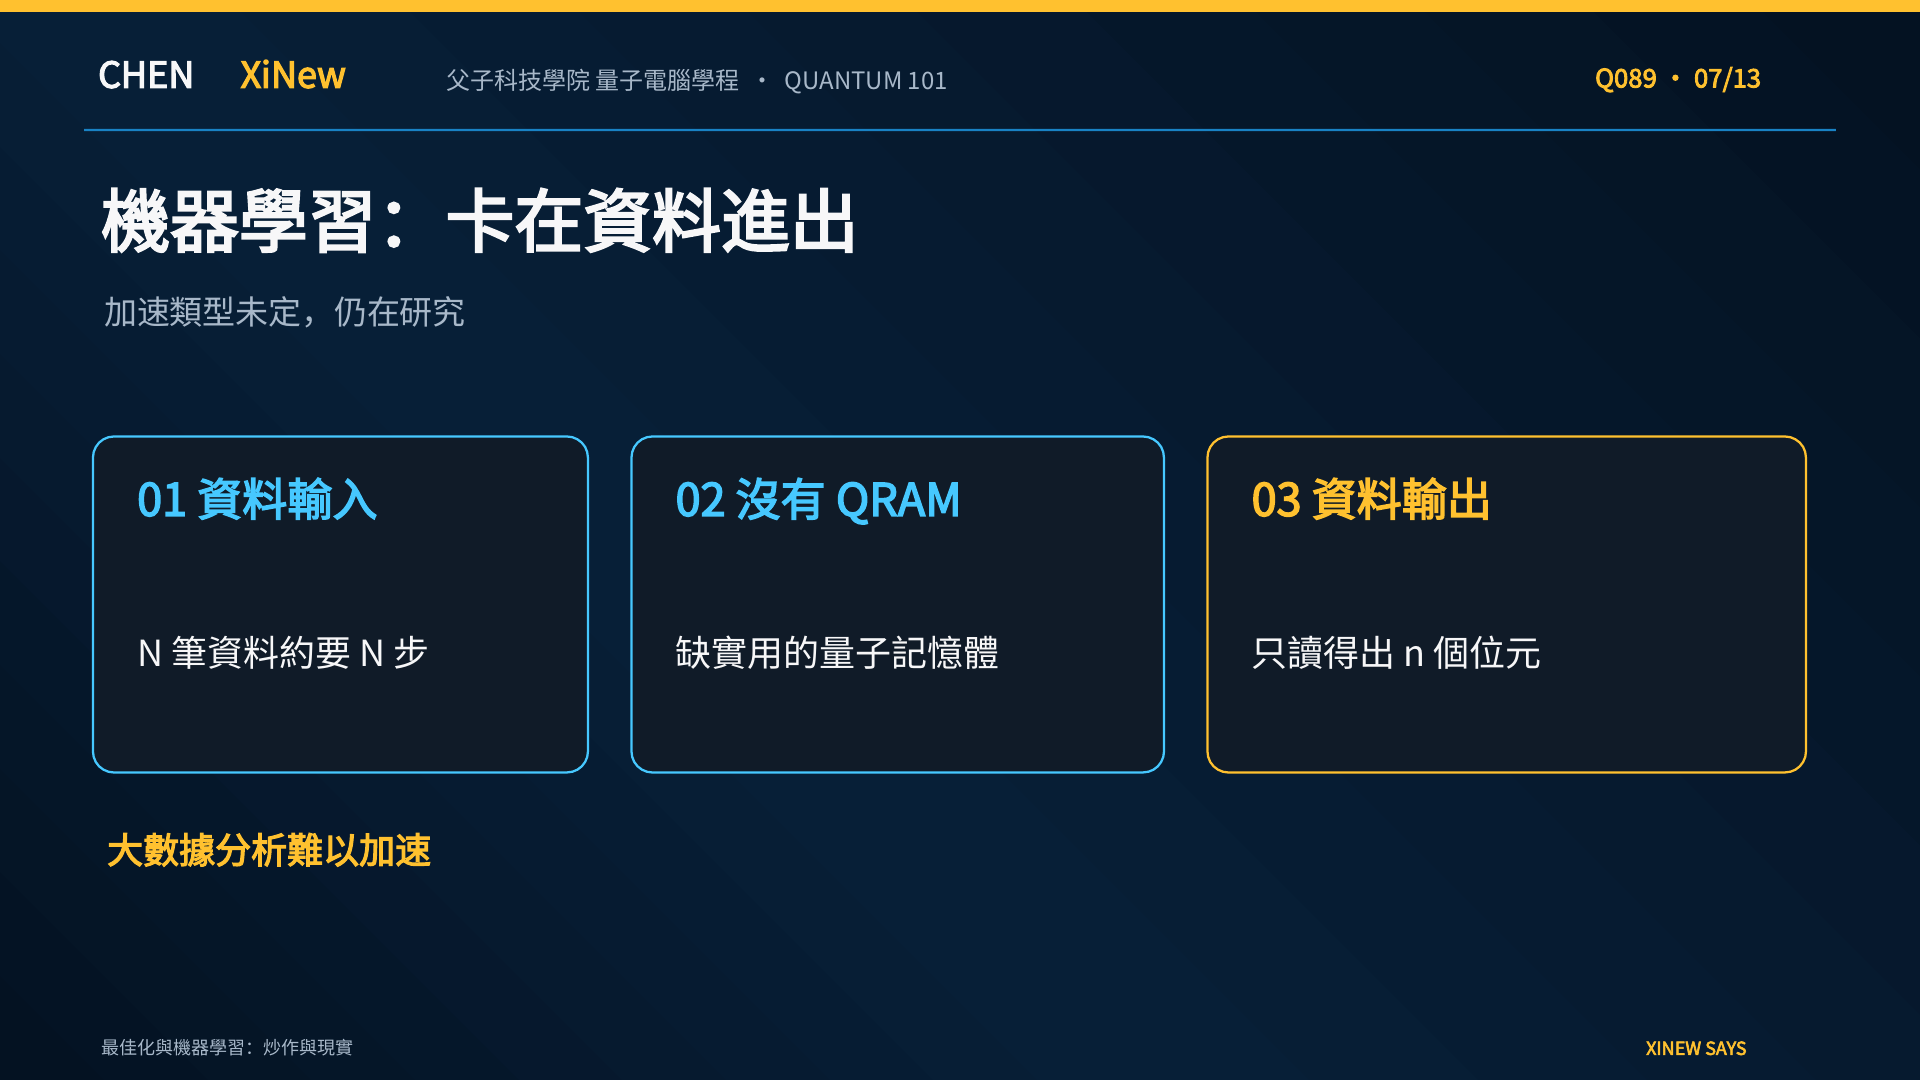 CHEN XiNew 父子科技學院 量子電腦學程 · QUANTUM 101 Q089 · 07/13
機器學習：卡在資料進出
加速類型未定，仍在研究
01 資料輸入
N 筆資料約要 N 步
02 沒有 QRAM
缺實用的量子記憶體
03 資料輸出
只讀得出 n 個位元
大數據分析難以加速
最佳化與機器學習：炒作與現實 XINEW SAYS